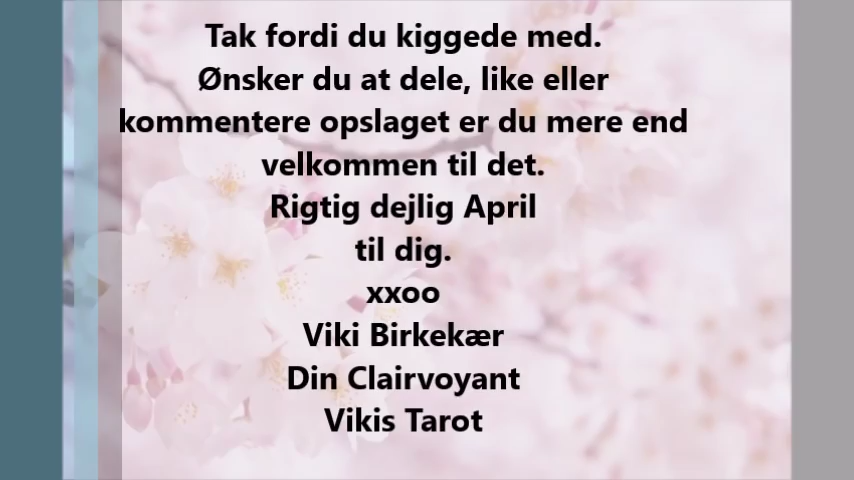 Tak fordi du kiggede med.
Ønsker du at dele, like eller
kommentere opslaget er du mere end
velkommen til det.
Rigtig dejlig April
til dig.
xxoo
Viki Birkekær
Din Clairvoyant
Vikis Tarot